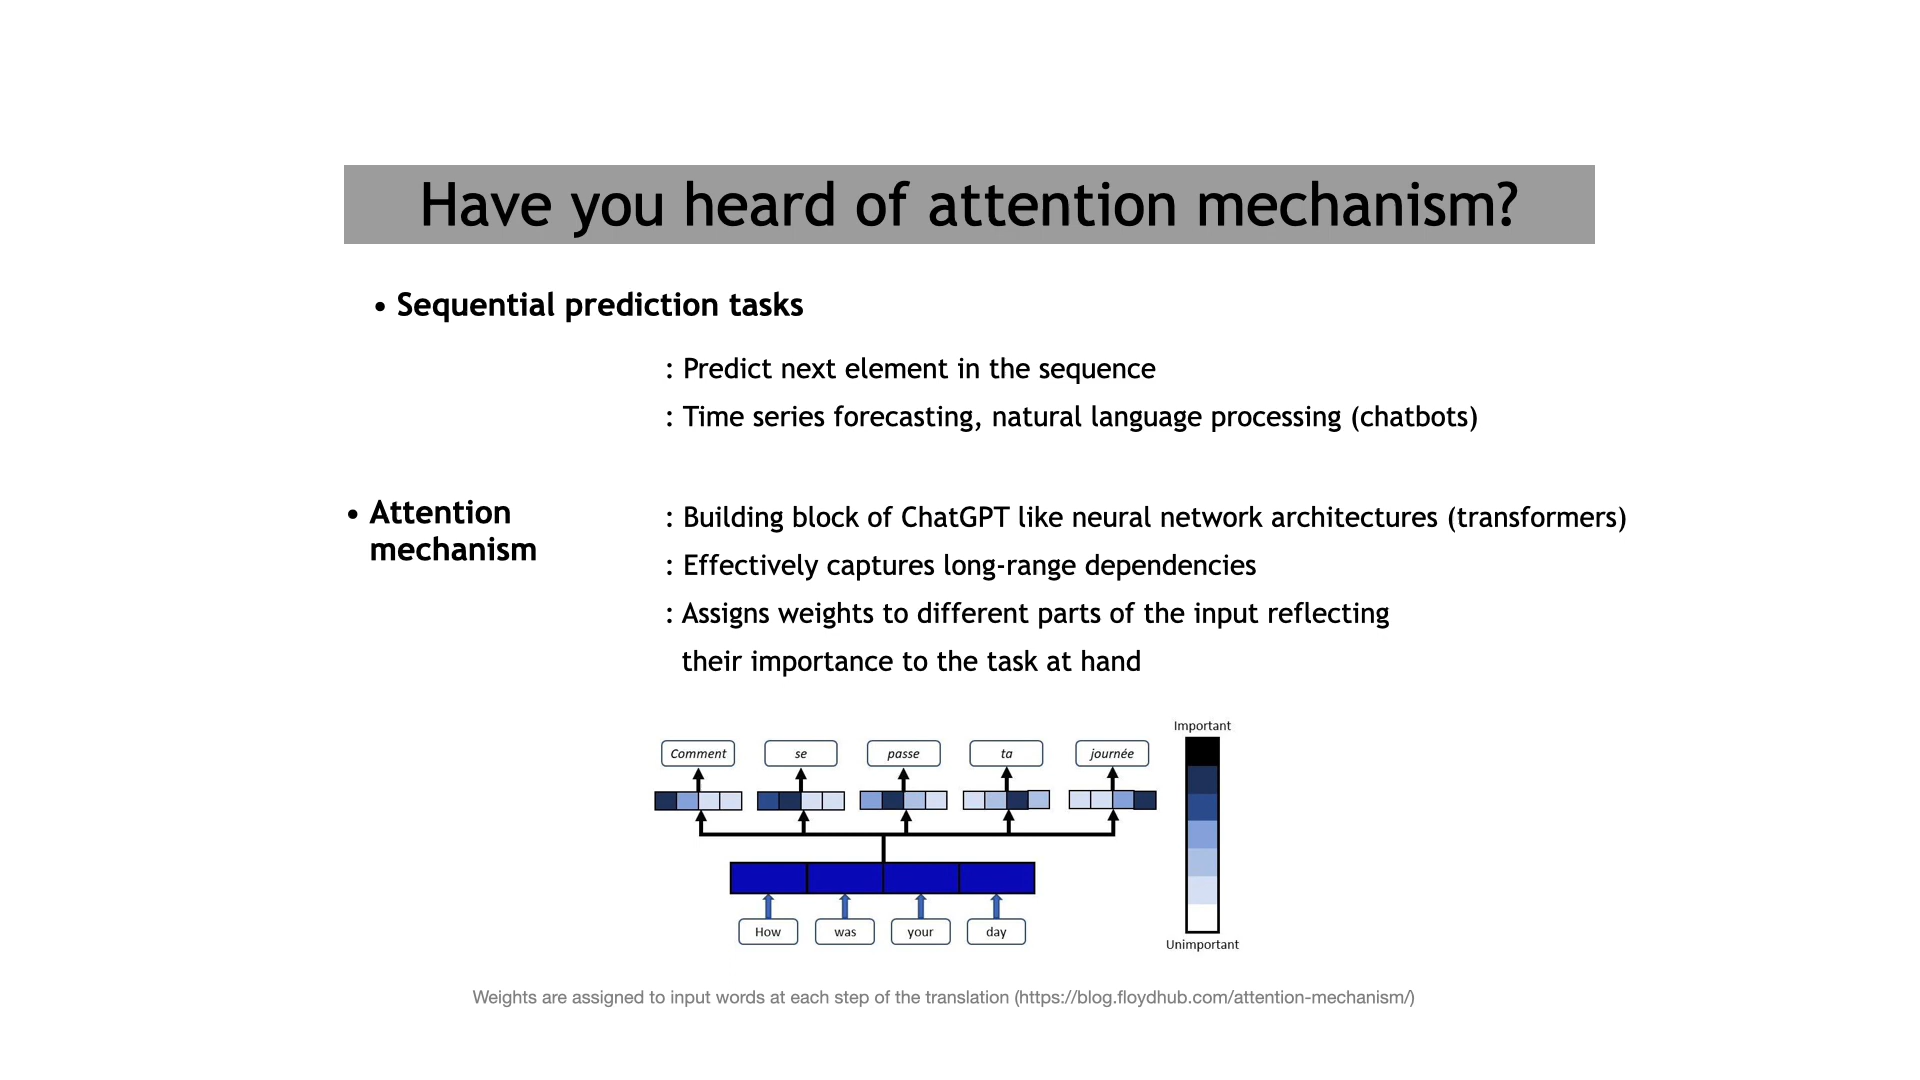 Have you heard of attention mechanism?
• Sequential prediction tasks
: Predict next element in the sequence
: Time series forecasting, natural language processing (chatbots)
• Attention
mechanism
: Building block of ChatGPT like neural network architectures (transformers)
: Effectively captures long-range dependencies
: Assigns weights to different parts of the input reflecting
their importance to the task at hand
Important
Comment se passe ta journée
How was your day
Unimportant
Weights are assigned to input words at each step of the translation (https://blog.floydhub.com/attention-mechanism/)